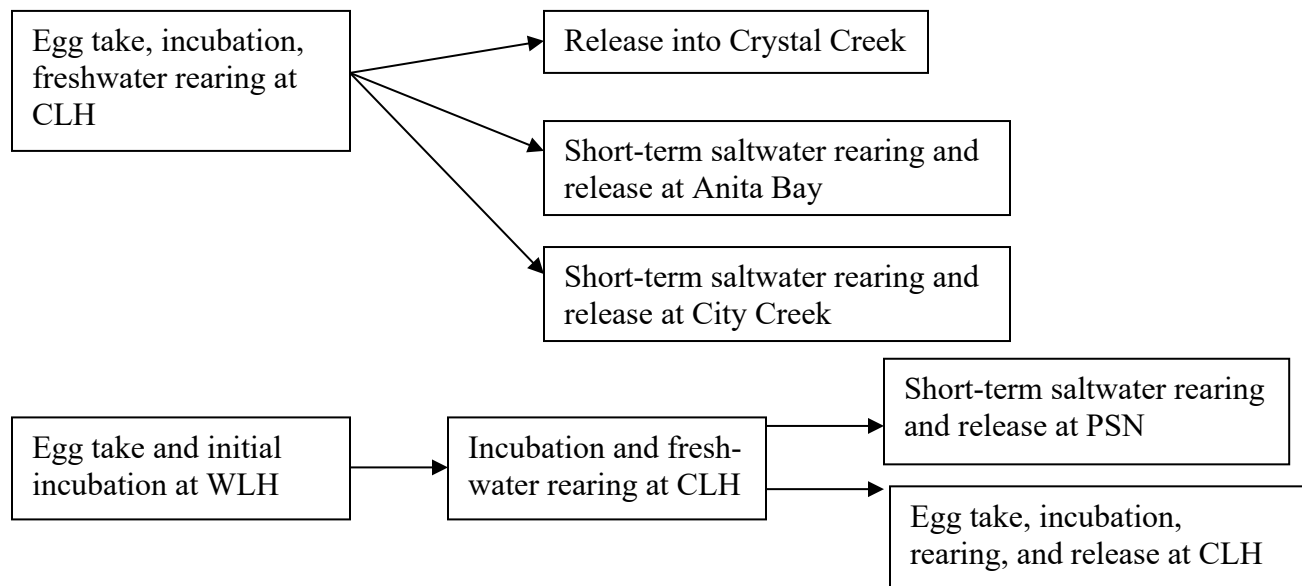 Egg take, incubation,
freshwater rearing at
CLH
Release into Crystal Creek
Short-term saltwater rearing and
release at Anita Bay
Short-term saltwater rearing and
release at City Creek
Egg take and initial
incubation at WLH
Incubation and fresh-
water rearing at CLH
Short-term saltwater rearing
and release at PSN
Egg take, incubation,
rearing, and release at CLH